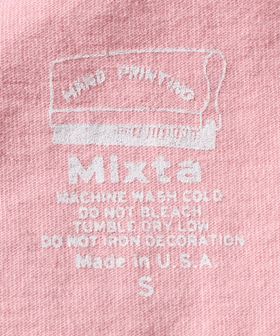 HAND PRINTING
Mixta
MACHINE WASH COLD
DO NOT BLEACH
TUMBLE DRY LOW
DO NOT IRON DECORATION
Made in U.S.A.
S